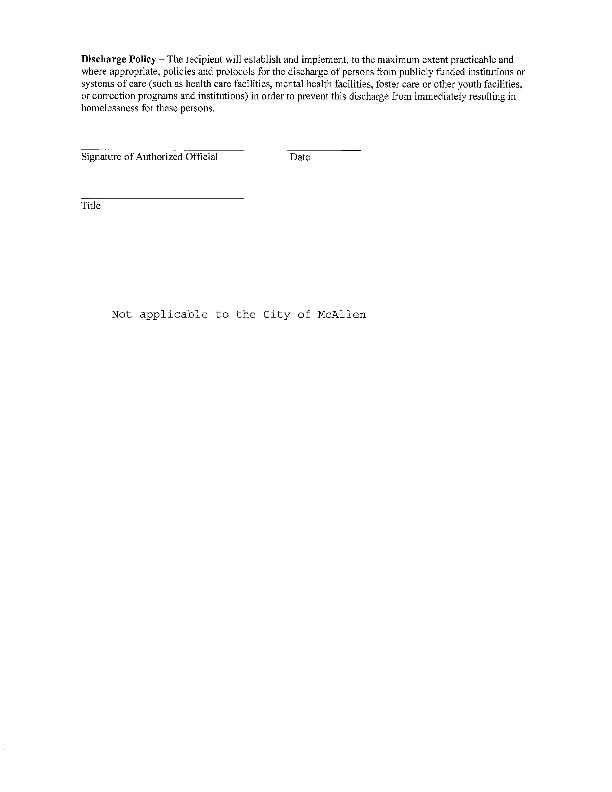 Discharge Policy – The recipient will establish and implement, to the maximum extent practicable and
where appropriate, policies and protocols for the discharge of persons from publicly funded institutions or
systems of care (such as health care facilities, mental health facilities, foster care or other youth facilities,
or correction programs and institutions) in order to prevent this discharge from immediately resulting in
homelessness for these persons.
Signature of Authorized Official Date
Title
Not applicable to the City of McAllen